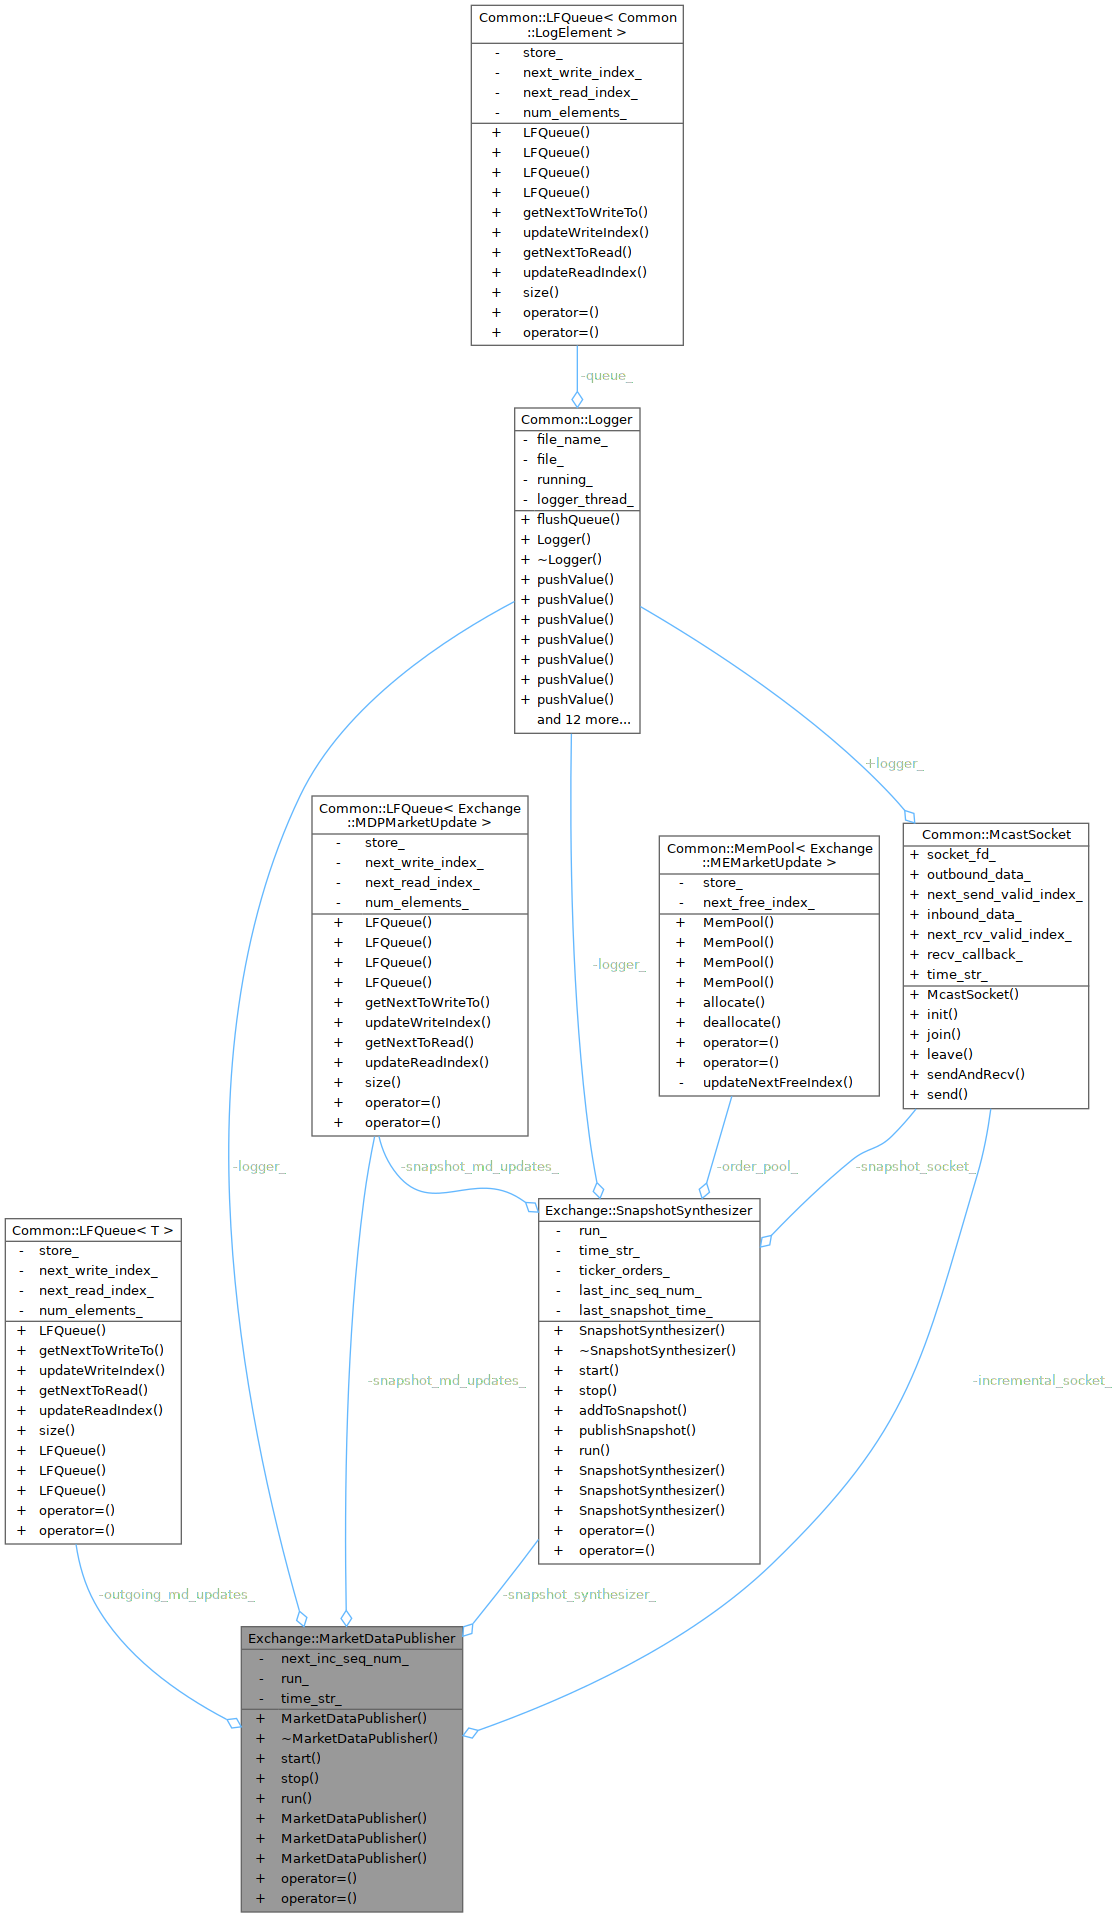 Common::LFQueue< Common
::LogElement >
- store_
- next_write_index_
- next_read_index_
- num_elements_
+ LFQueue()
+ LFQueue()
+ LFQueue()
+ LFQueue()
+ getNextToWriteTo()
+ updateWriteIndex()
+ getNextToRead()
+ updateReadIndex()
+ size()
+ operator=()
+ operator=()
-queue_
Common::Logger
- file_name_
- file_
- running_
- logger_thread_
+ flushQueue()
+ Logger()
+ ~Logger()
+ pushValue()
+ pushValue()
+ pushValue()
+ pushValue()
+ pushValue()
+ pushValue()
+ pushValue()
and 12 more...
+logger_
Common::LFQueue< Exchange
::MDPMarketUpdate >
- store_
- next_write_index_
- next_read_index_
- num_elements_
+ LFQueue()
+ LFQueue()
+ LFQueue()
+ LFQueue()
+ getNextToWriteTo()
+ updateWriteIndex()
+ getNextToRead()
+ updateReadIndex()
+ size()
+ operator=()
+ operator=()
-logger_
Common::MemPool< Exchange
::MEMarketUpdate >
- store_
- next_free_index_
+ MemPool()
+ MemPool()
+ MemPool()
+ MemPool()
+ allocate()
+ deallocate()
+ operator=()
+ operator=()
- updateNextFreeIndex()
Common::McastSocket
+ socket_fd_
+ outbound_data_
+ next_send_valid_index_
+ inbound_data_
+ next_rcv_valid_index_
+ recv_callback_
+ time_str_
+ McastSocket()
+ init()
+ join()
+ leave()
+ sendAndRecv()
+ send()
-logger_
-snapshot_md_updates_
-order_pool_
-snapshot_socket_
Common::LFQueue< T >
- store_
- next_write_index_
- next_read_index_
- num_elements_
+ LFQueue()
+ getNextToWriteTo()
+ updateWriteIndex()
+ getNextToRead()
+ updateReadIndex()
+ size()
+ LFQueue()
+ LFQueue()
+ LFQueue()
+ operator=()
+ operator=()
-snapshot_md_updates_
Exchange::SnapshotSynthesizer
- run_
- time_str_
- ticker_orders_
- last_inc_seq_num_
- last_snapshot_time_
+ SnapshotSynthesizer()
+ ~SnapshotSynthesizer()
+ start()
+ stop()
+ addToSnapshot()
+ publishSnapshot()
+ run()
+ SnapshotSynthesizer()
+ SnapshotSynthesizer()
+ SnapshotSynthesizer()
+ operator=()
+ operator=()
-incremental_socket_
-outgoing_md_updates_
-snapshot_synthesizer_
Exchange::MarketDataPublisher
- next_inc_seq_num_
- run_
- time_str_
+ MarketDataPublisher()
+ ~MarketDataPublisher()
+ start()
+ stop()
+ run()
+ MarketDataPublisher()
+ MarketDataPublisher()
+ MarketDataPublisher()
+ operator=()
+ operator=()